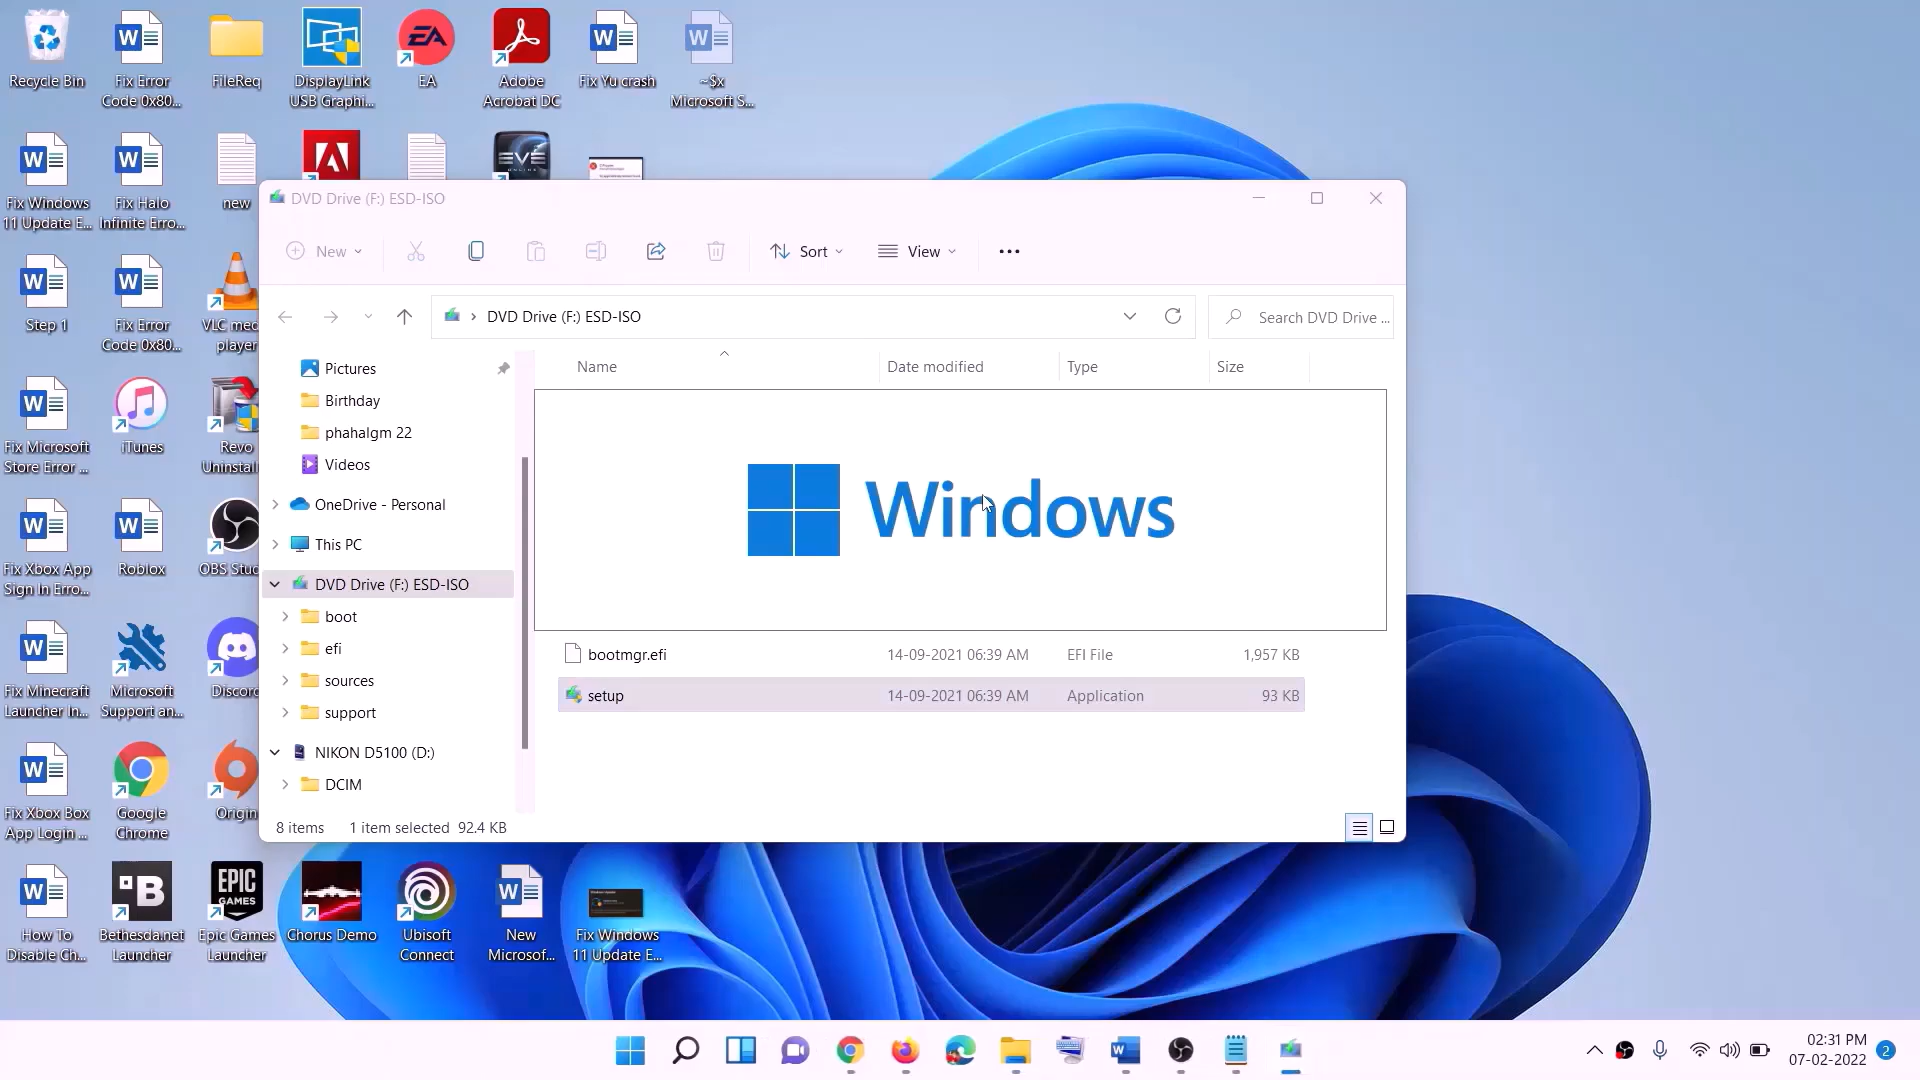 Recycle Bin
Fix Error
Code 0x80...
FileReq
DisplayLink
USB Graphi...
EA
Adobe
Acrobat DC
Fix Yu crash
~$x
Microsoft S...
Fix Windows
11 Update E...
Fix Halo
Infinite Erro...
new
EVE
ONLINE
Step 1
Fix Error
Code 0x80...
VLC med
player
Fix Microsoft
Store Error ...
iTunes
Revo
Uninstall
Fix Xbox App
Sign In Erro...
Roblox
OBS Stud
Fix Minecraft
Launcher In...
Microsoft
Support an...
Discord
Fix Xbox Box
App Login ...
Google
Chrome
Origin
How To
Disable Ch...
Bethesda.net
Launcher
EPIC
GAMES
Epic Games
Launcher
Chorus Demo
Ubisoft
Connect
New
Microsof...
Fix Windows
11 Update E...
DVD Drive (F:) ESD-ISO
New
Sort
View
DVD Drive (F:) ESD-ISO
Search DVD Drive ...
Name
Date modified
Type
Size
Pictures
Birthday
phahalgm 22
Videos
OneDrive - Personal
This PC
DVD Drive (F:) ESD-ISO
boot
efi
sources
support
NIKON D5100 (D:)
DCIM
Windows
bootmgr.efi 14-09-2021 06:39 AM EFI File 1,957 KB
setup 14-09-2021 06:39 AM Application 93 KB
8 items 1 item selected 92.4 KB
02:31 PM
07-02-2022
2